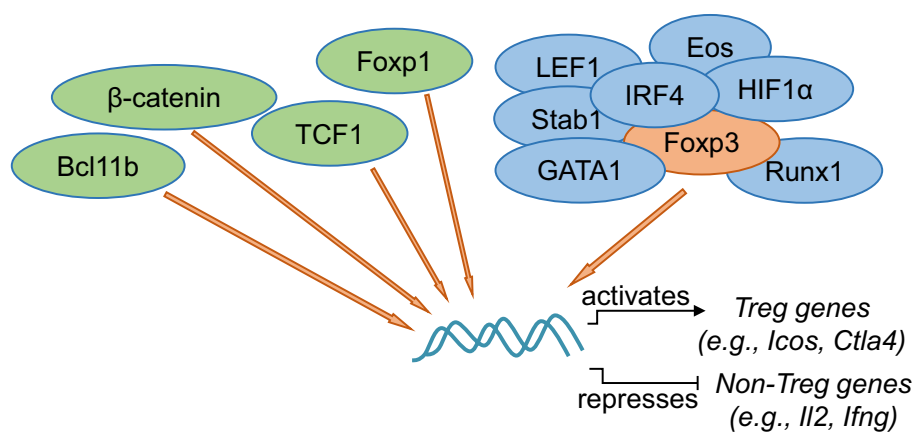 Foxp1
β-catenin
TCF1
Bcl11b
Eos
LEF1
IRF4
HIF1α
Stab1
Foxp3
GATA1
Runx1
activates
Treg genes
(e.g., Icos, Ctla4)
represses
Non-Treg genes
(e.g., Il2, Ifng)